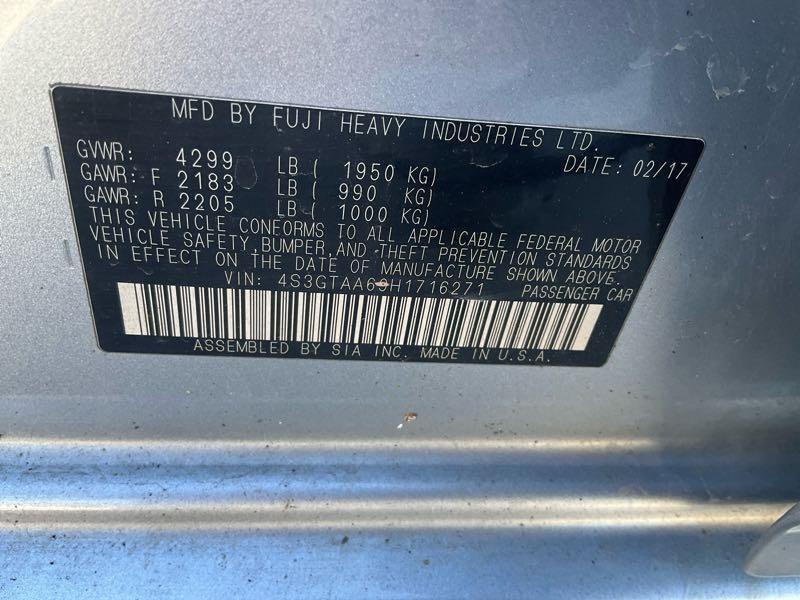 MFD BY FUJI HEAVY INDUSTRIES LTD.
GVWR: 4299 LB ( 1950 KG) DATE: 02/17
GAWR: F 2183 LB ( 990 KG)
GAWR: R 2205 LB ( 1000 KG)
THIS VEHICLE CONFORMS TO ALL APPLICABLE FEDERAL MOTOR
VEHICLE SAFETY, BUMPER, AND THEFT PREVENTION STANDARDS
IN EFFECT ON THE DATE OF MANUFACTURE SHOWN ABOVE.
VIN: 4S3GTAA69H1716271 PASSENGER CAR
ASSEMBLED BY SIA INC. MADE IN U.S.A.